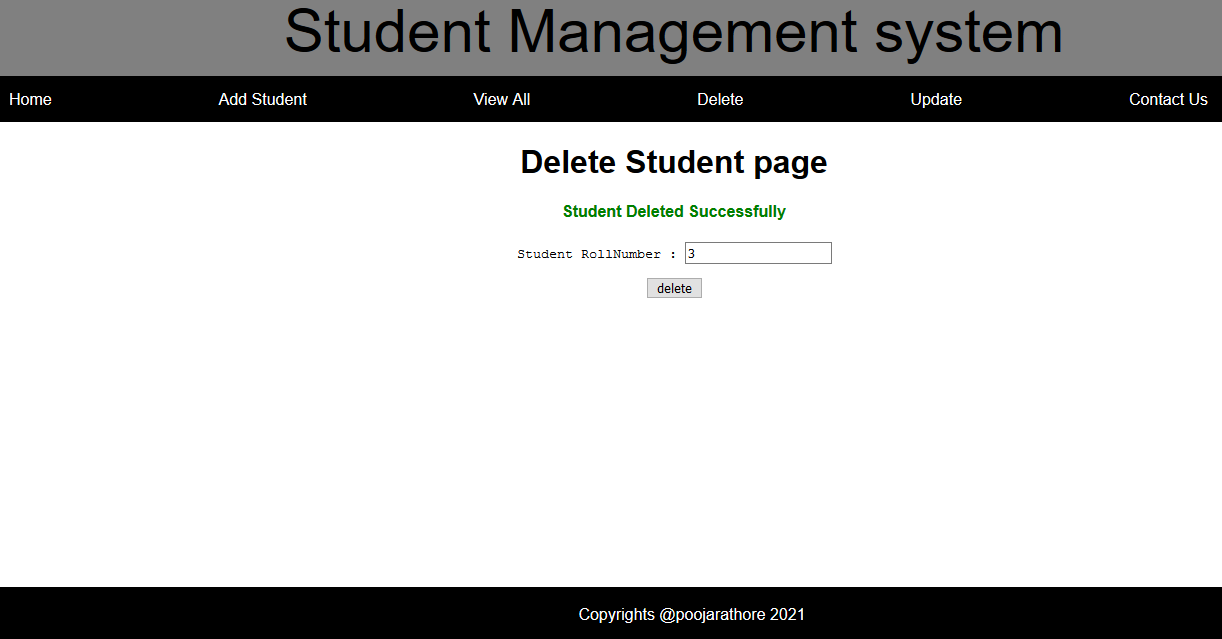 Student Management system
Home Add Student View All Delete Update Contact Us
Delete Student page
Student Deleted Successfully
Student RollNumber : 3
delete
Copyrights @poojarathore 2021